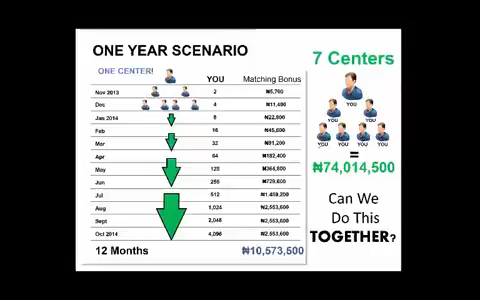 ONE YEAR SCENARIO
ONE CENTER!
YOU Matching Bonus
Nov 2013 2 ₦5,700
Dec 4 ₦11,400
Jan 2014 8 ₦22,800
Feb 16 ₦45,600
Mar 32 ₦91,200
Apr 64 ₦182,400
May 128 ₦364,800
Jun 256 ₦729,600
Jul 512 ₦1,459,200
Aug 1,024 ₦2,553,600
Sept 2,048 ₦2,553,600
Oct 2014 4,096 ₦2,553,600
12 Months ₦10,573,500
7 Centers
YOU
YOU YOU
YOU YOU YOU YOU
=
₦74,014,500
Can We
Do This
TOGETHER?